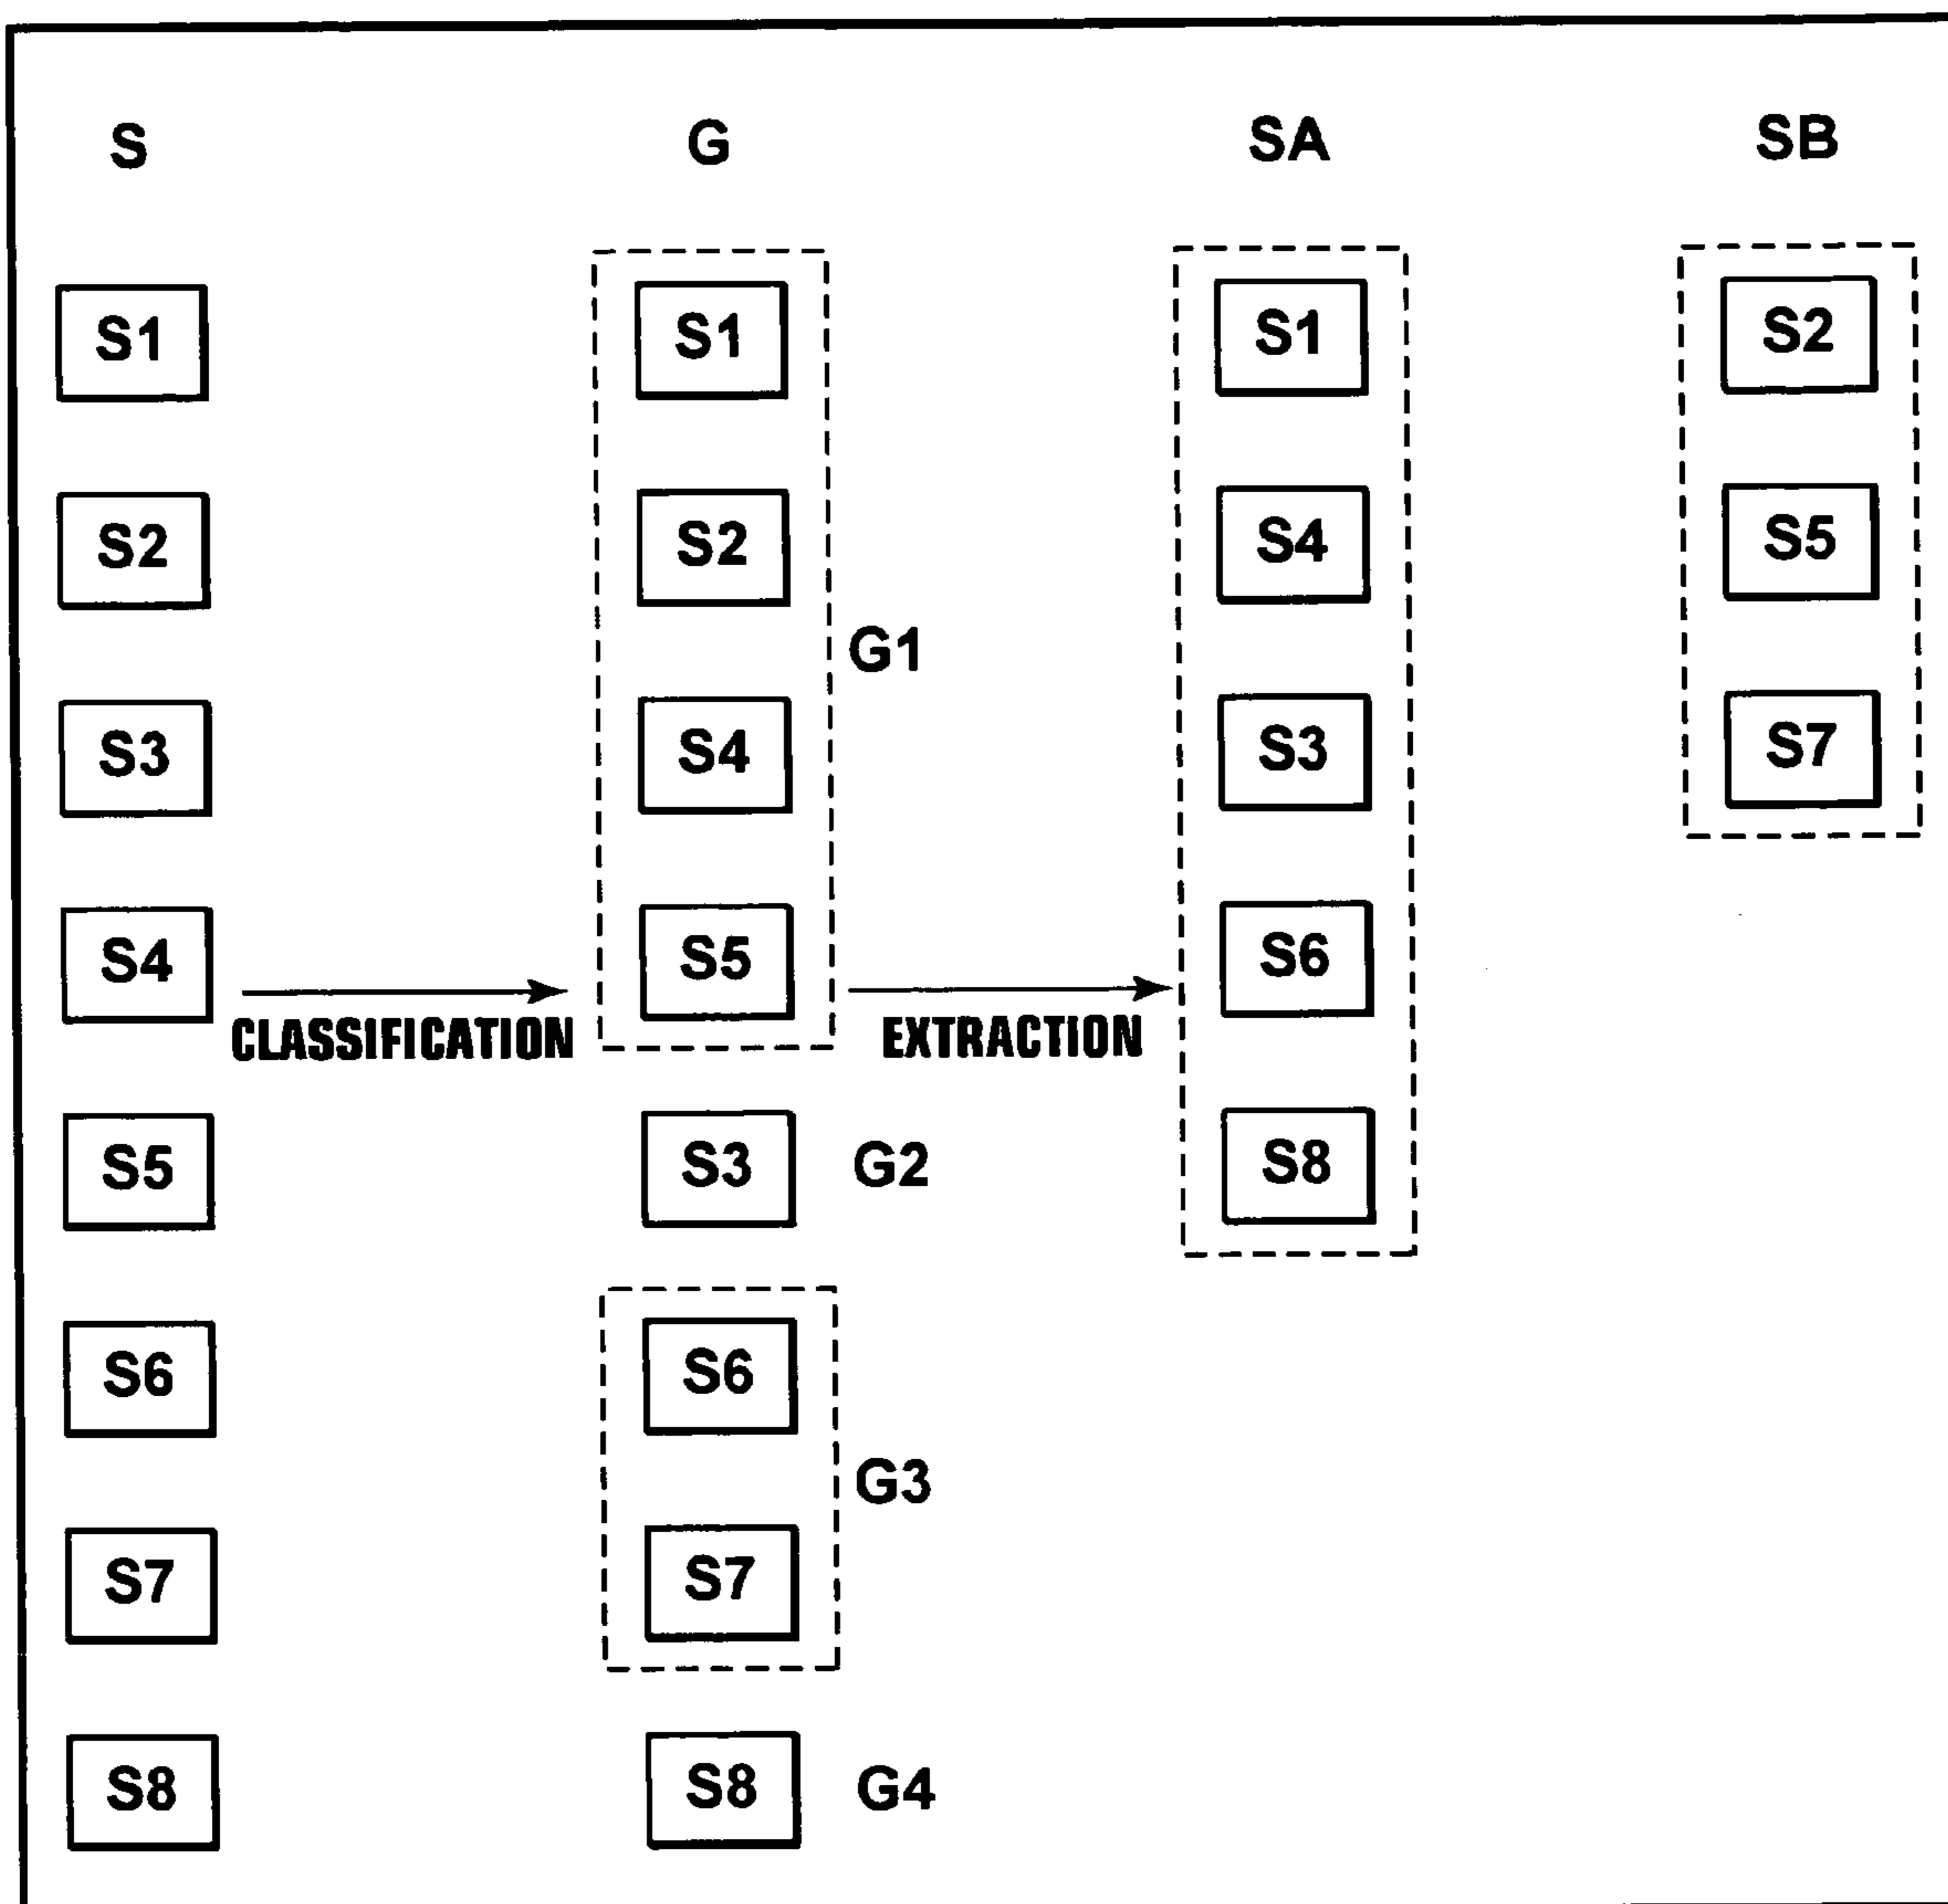 S G SA SB
S1 S1 S1 S2
S2 S2 S4 S5
G1
S3 S4 S3 S7
S4 S5 S6
CLASSIFICATION EXTRACTION
S5 S3 G2 S8
S6 S6
G3
S7 S7
S8 S8 G4